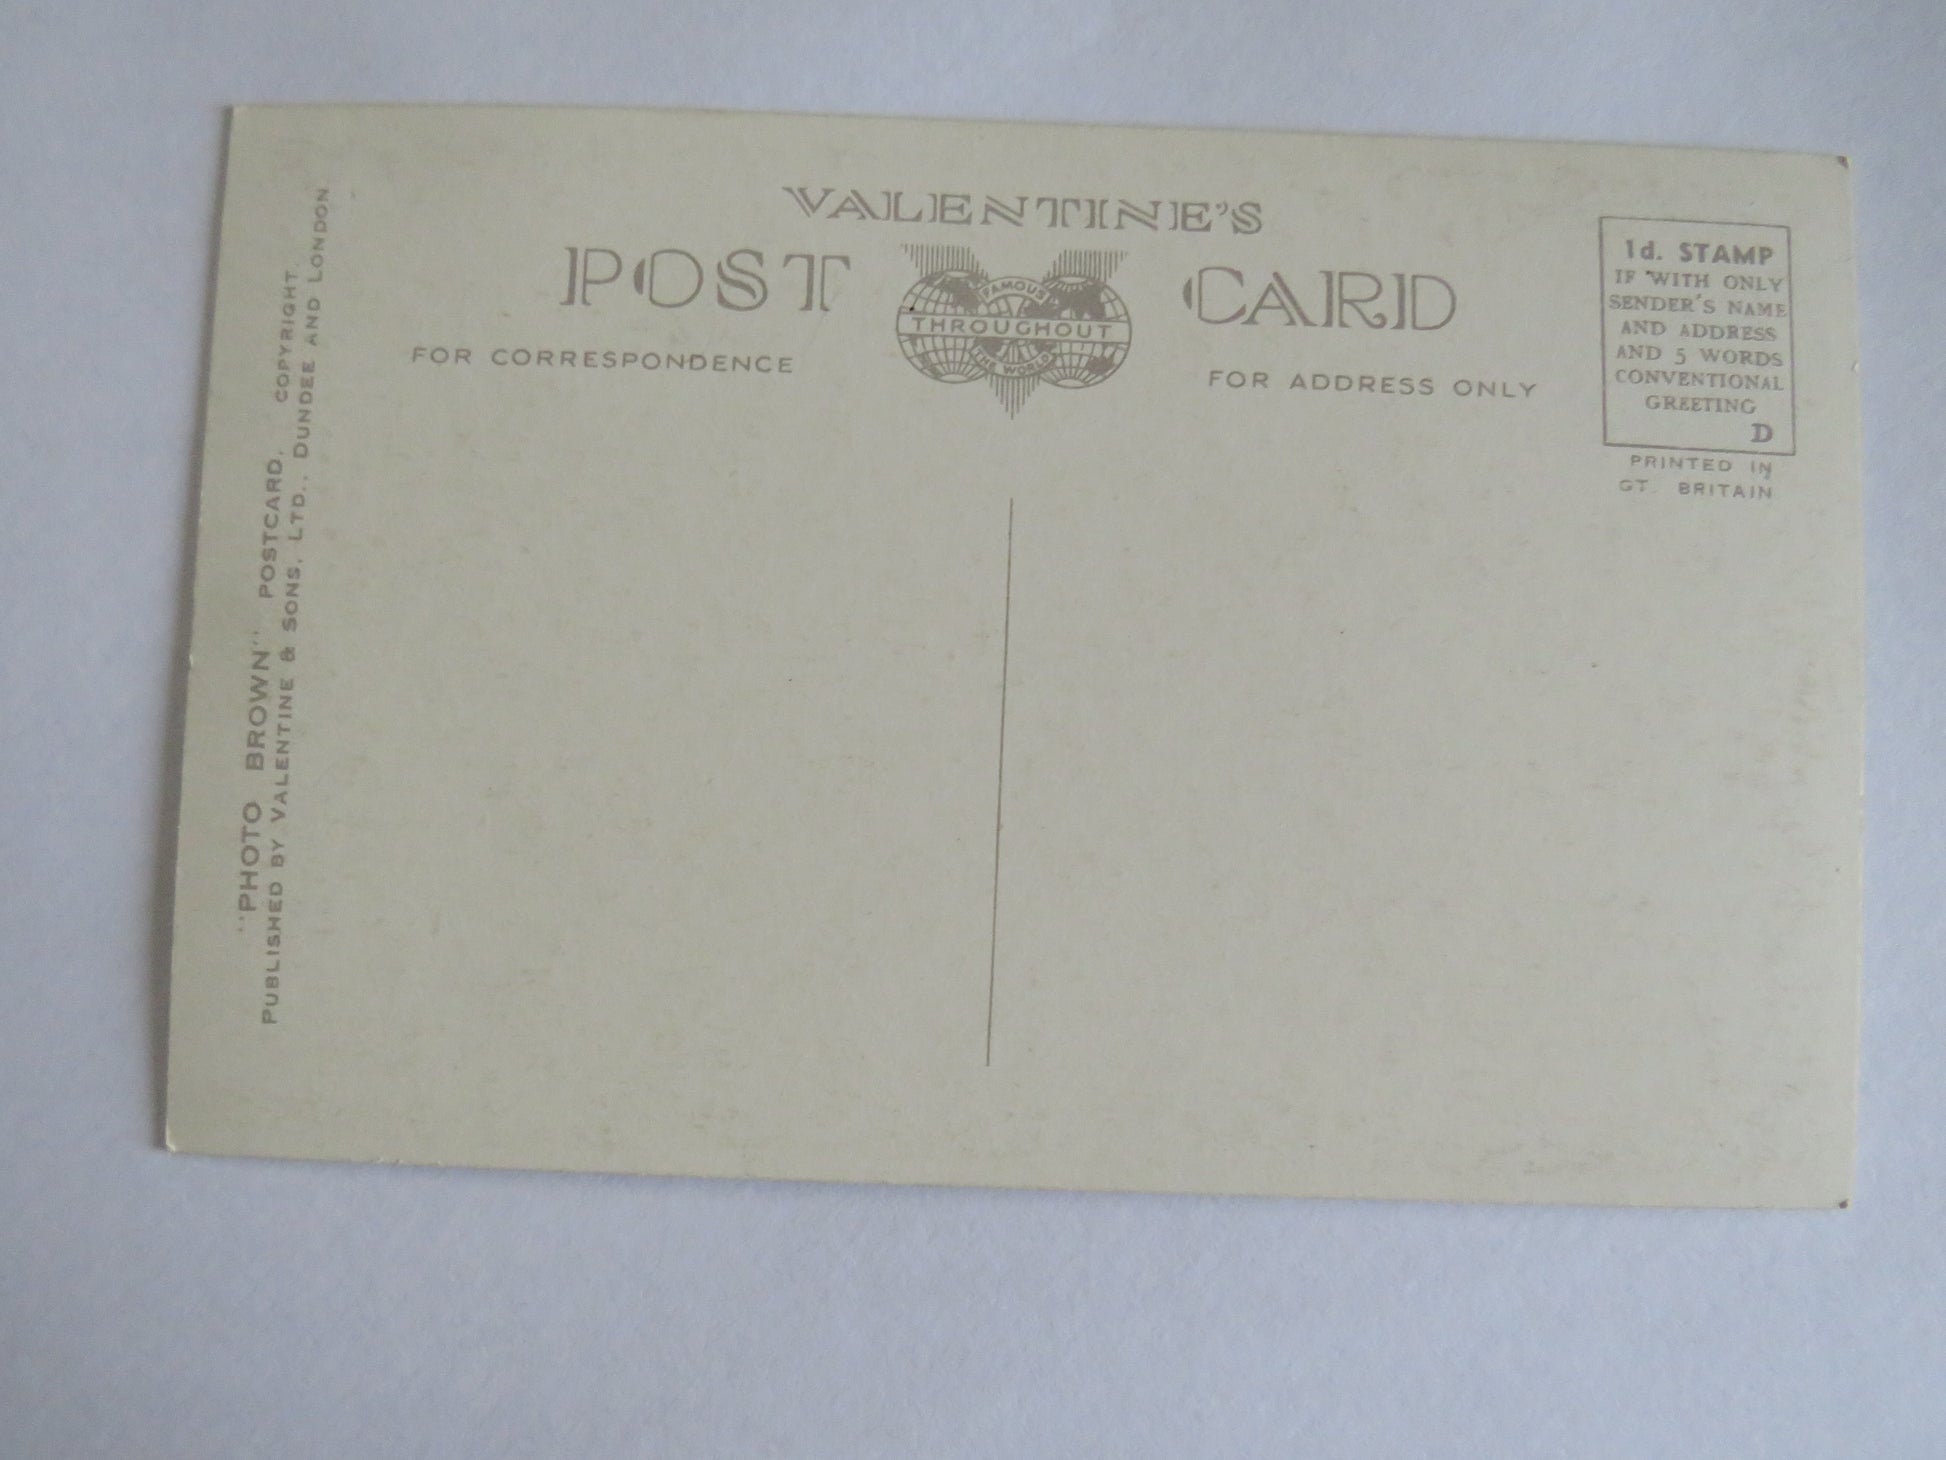 VALENTINE'S
POST CARD
FAMOUS
THROUGHOUT
THE WORLD
FOR CORRESPONDENCE
FOR ADDRESS ONLY
1d. STAMP
IF WITH ONLY
SENDER'S NAME
AND ADDRESS
AND 5 WORDS
CONVENTIONAL
GREETING
D
PRINTED IN
GT. BRITAIN
"PHOTO BROWN" POSTCARD. COPYRIGHT.
PUBLISHED BY VALENTINE & SONS, LTD., DUNDEE AND LONDON.